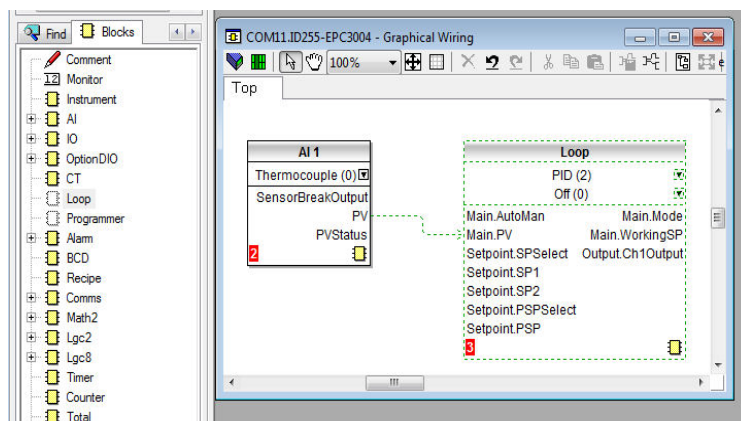 Find
Blocks
Comment
12 Monitor
Instrument
AI
IO
OptionDIO
CT
Loop
Programmer
Alarm
BCD
Recipe
Comms
Math2
Lgc2
Lgc8
Timer
Counter
Total
COM11.ID255-EPC3004 - Graphical Wiring
100%
Top
AI 1
Thermocouple (0)
SensorBreakOutput
PV
PVStatus
2
Loop
PID (2)
Off (0)
Main.AutoMan Main.Mode
Main.PV Main.WorkingSP
Setpoint.SPSelect Output.Ch1Output
Setpoint.SP1
Setpoint.SP2
Setpoint.PSPSelect
Setpoint.PSP
3